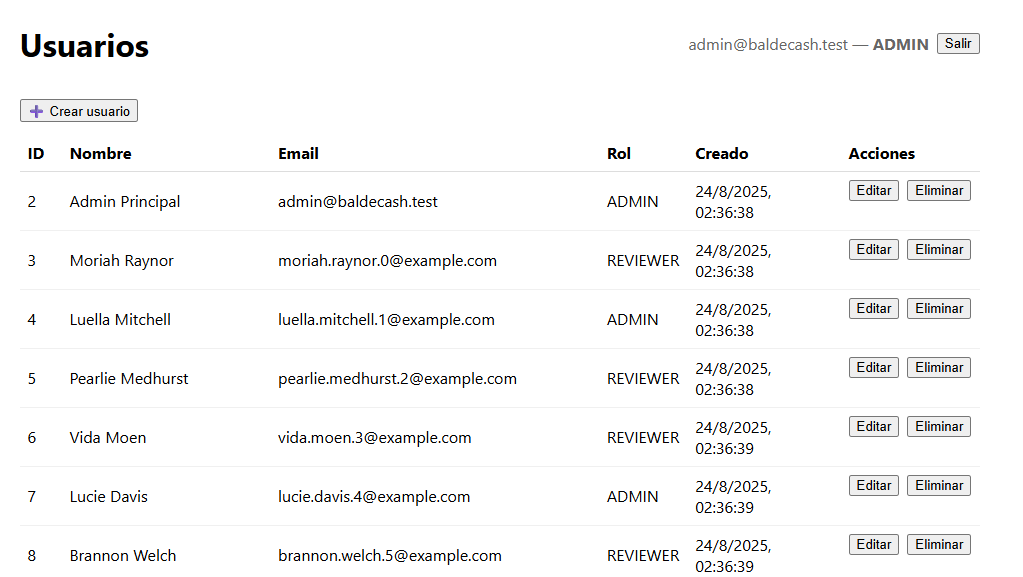 Usuarios
admin@baldecash.test — ADMIN Salir
➕ Crear usuario
ID Nombre Email Rol Creado Acciones
2 Admin Principal admin@baldecash.test ADMIN 24/8/2025, 02:36:38 Editar Eliminar
3 Moriah Raynor moriah.raynor.0@example.com REVIEWER 24/8/2025, 02:36:38 Editar Eliminar
4 Luella Mitchell luella.mitchell.1@example.com ADMIN 24/8/2025, 02:36:38 Editar Eliminar
5 Pearlie Medhurst pearlie.medhurst.2@example.com REVIEWER 24/8/2025, 02:36:38 Editar Eliminar
6 Vida Moen vida.moen.3@example.com REVIEWER 24/8/2025, 02:36:39 Editar Eliminar
7 Lucie Davis lucie.davis.4@example.com ADMIN 24/8/2025, 02:36:39 Editar Eliminar
8 Brannon Welch brannon.welch.5@example.com REVIEWER 24/8/2025, 02:36:39 Editar Eliminar